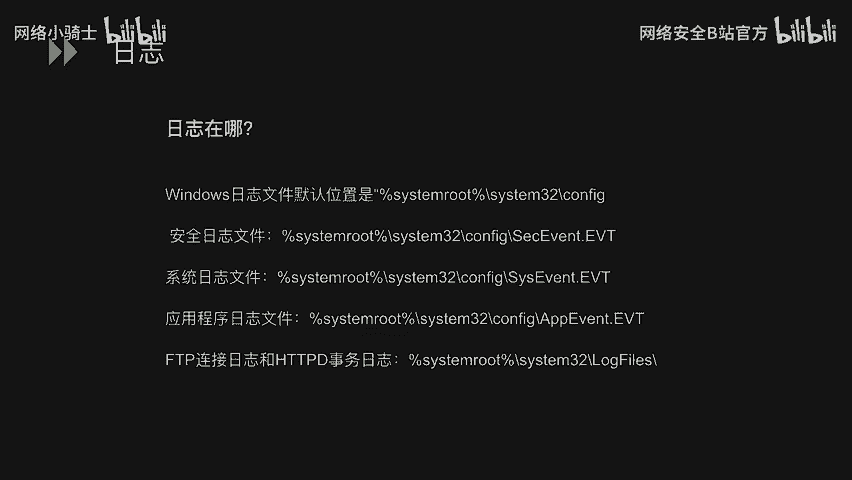 网络小骑士 bilibili
网络安全B站官方 bilibili
日志
日志在哪?
Windows日志文件默认位置是“%systemroot%\system32\config
安全日志文件：%systemroot%\system32\config\SecEvent.EVT
系统日志文件：%systemroot%\system32\config\SysEvent.EVT
应用程序日志文件：%systemroot%\system32\config\AppEvent.EVT
FTP连接日志和HTTPD事务日志：%systemroot%\system32\LogFiles\